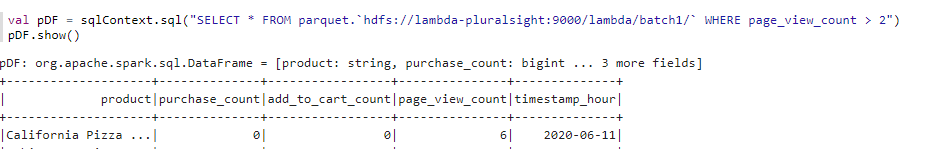 val pDF = sqlContext.sql("SELECT * FROM parquet.`hdfs://lambda-pluralsight:9000/lambda/batch1/` WHERE page_view_count > 2")
pDF.show()
pDF: org.apache.spark.sql.DataFrame = [product: string, purchase_count: bigint ... 3 more fields]
+--------------------+--------------+-----------------+---------------+--------------+
|             product|purchase_count|add_to_cart_count|page_view_count|timestamp_hour|
+--------------------+--------------+-----------------+---------------+--------------+
|California Pizza ...|             0|                0|              6|    2020-06-11|